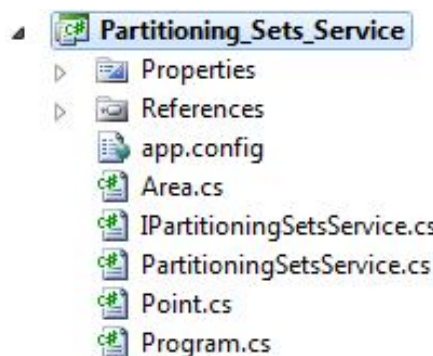 Partitioning_Sets_Service
Properties
References
app.config
Area.cs
IPartitioningSetsService.cs
PartitioningSetsService.cs
Point.cs
Program.cs